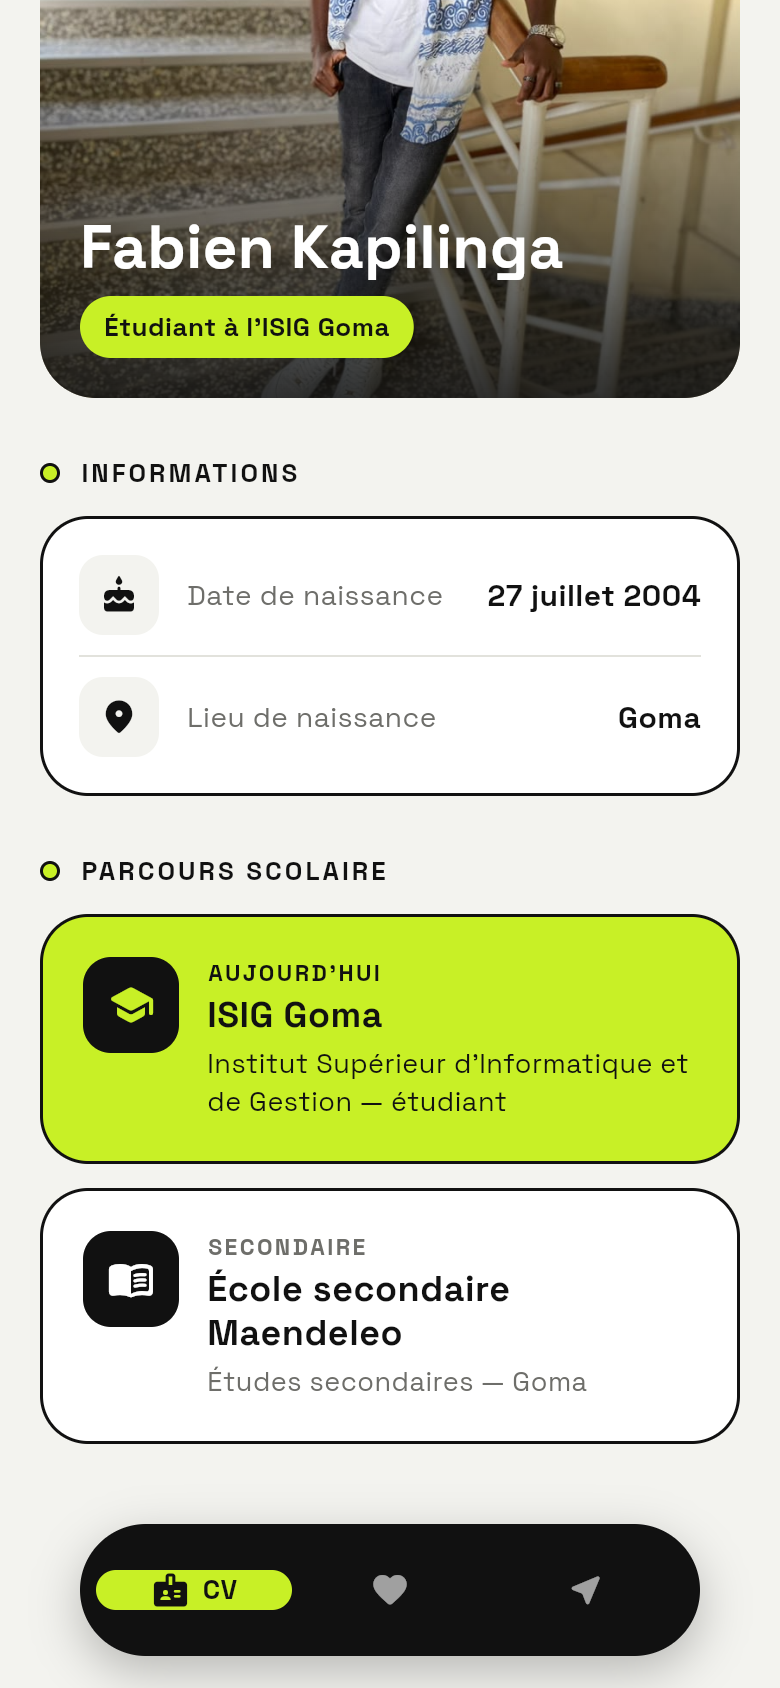 Fabien Kapilinga
Étudiant à l’ISIG Goma
INFORMATIONS
Date de naissance 27 juillet 2004
Lieu de naissance Goma
PARCOURS SCOLAIRE
AUJOURD’HUI
ISIG Goma
Institut Supérieur d’Informatique et
de Gestion — étudiant
SECONDAIRE
École secondaire
Maendeleo
Études secondaires — Goma
CV